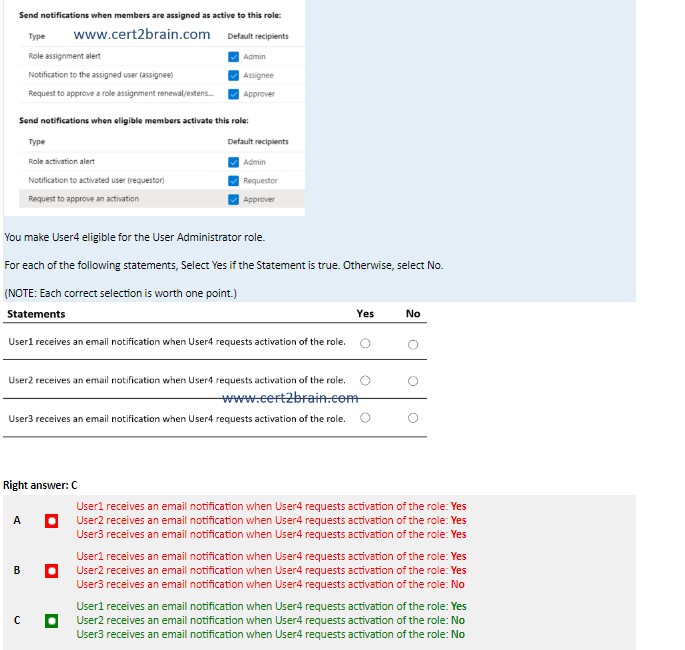 Send notifications when members are assigned as active to this role:
Type www.cert2brain.com Default recipients
Role assignment alert Admin
Notification to the assigned user (assignee) Assignee
Request to approve a role assignment renewal/extens... Approver
Send notifications when eligible members activate this role:
Type Default recipients
Role activation alert Admin
Notification to activated user (requestor) Requestor
Request to approve an activation Approver
You make User4 eligible for the User Administrator role.
For each of the following statements, Select Yes if the Statement is true. Otherwise, select No.
(NOTE: Each correct selection is worth one point.)
Statements Yes No
User1 receives an email notification when User4 requests activation of the role.
User2 receives an email notification when User4 requests activation of the role.
www.cert2brain.com
User3 receives an email notification when User4 requests activation of the role.
Right answer: C
User1 receives an email notification when User4 requests activation of the role: Yes
A User2 receives an email notification when User4 requests activation of the role: Yes
User3 receives an email notification when User4 requests activation of the role: Yes
User1 receives an email notification when User4 requests activation of the role: Yes
B User2 receives an email notification when User4 requests activation of the role: Yes
User3 receives an email notification when User4 requests activation of the role: No
User1 receives an email notification when User4 requests activation of the role: Yes
C User2 receives an email notification when User4 requests activation of the role: No
User3 receives an email notification when User4 requests activation of the role: No